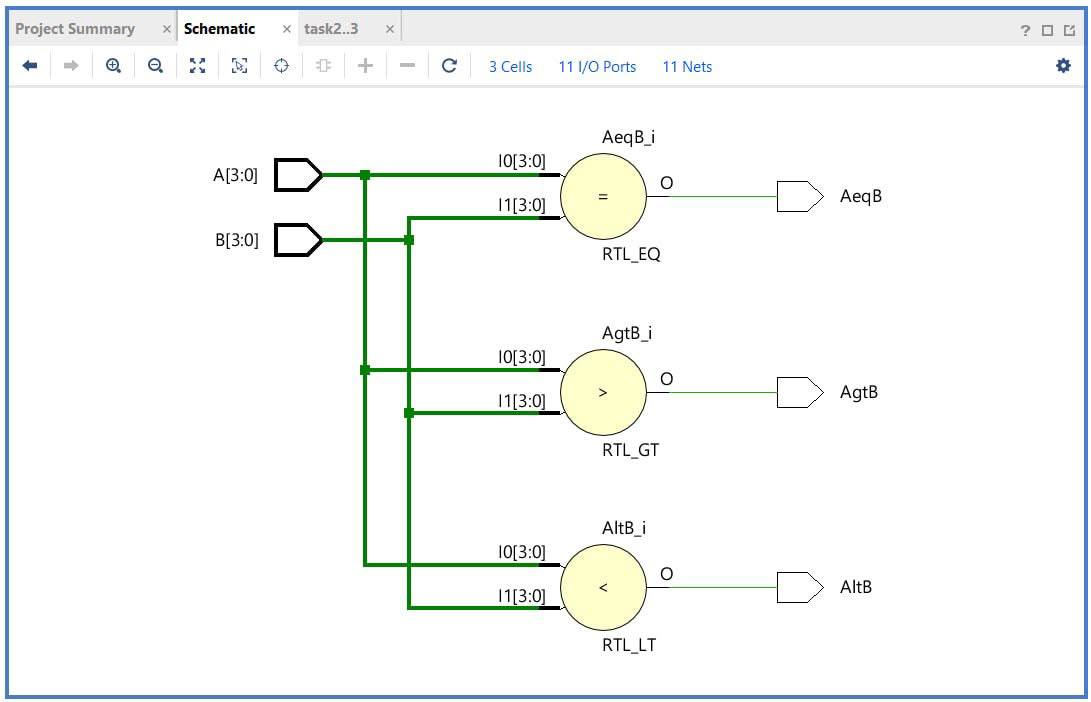 Project Summary × Schematic × task2..3 × ?
3 Cells 11 I/O Ports 11 Nets
AeqB_i
I0[3:0]
A[3:0]
O
=
AeqB
I1[3:0]
B[3:0]
RTL_EQ
AgtB_i
I0[3:0]
O
>
AgtB
I1[3:0]
RTL_GT
AltB_i
I0[3:0]
O
<
AltB
I1[3:0]
RTL_LT